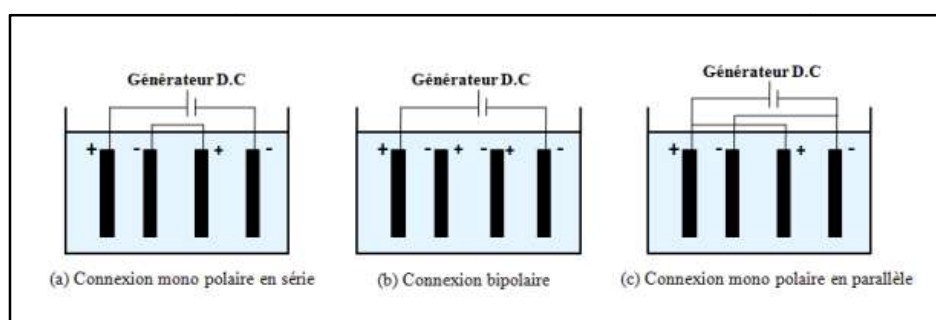 Générateur D.C
+ - + -
(a) Connexion mono polaire en série
Générateur D.C
+ - + - + -
(b) Connexion bipolaire
Générateur D.C
+ - + -
(c) Connexion mono polaire en parallèle